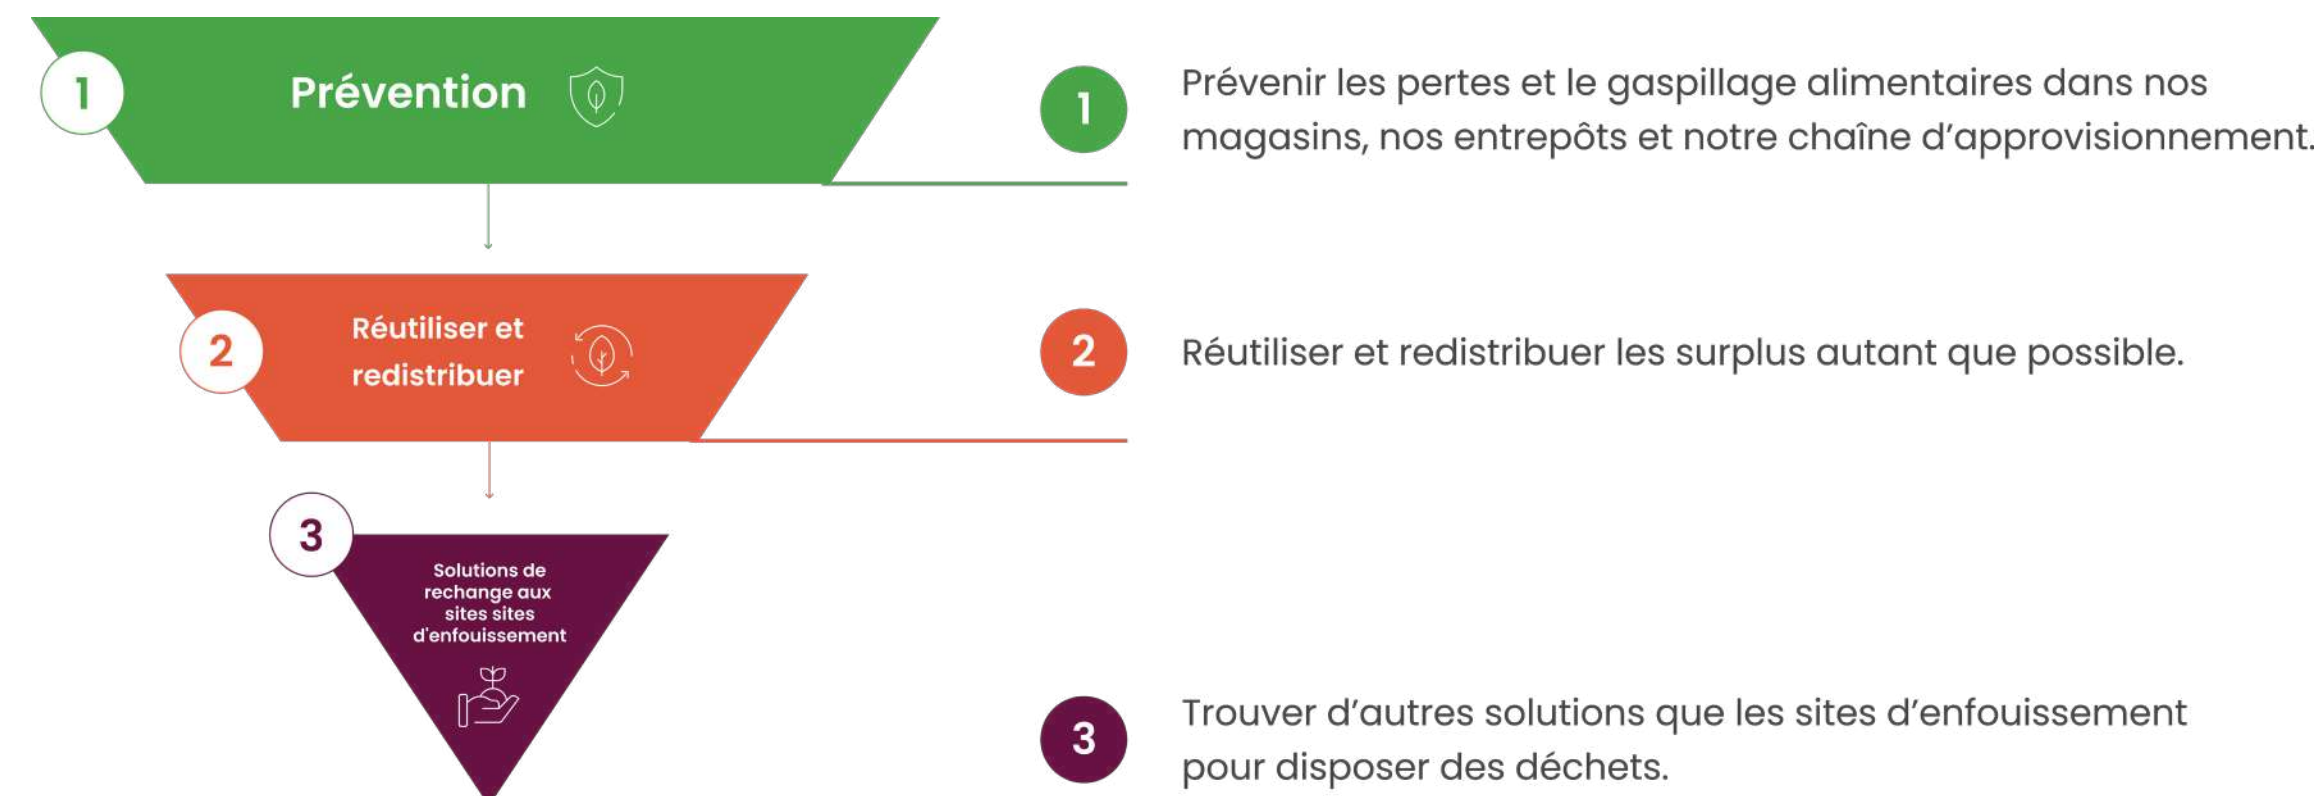 1
Prévention
1
Prévenir les pertes et le gaspillage alimentaires dans nos
magasins, nos entrepôts et notre chaîne d’approvisionnement.
2
Réutiliser et
redistribuer
2
Réutiliser et redistribuer les surplus autant que possible.
3
Solutions de
rechange aux
sites sites
d'enfouissement
3
Trouver d’autres solutions que les sites d’enfouissement
pour disposer des déchets.